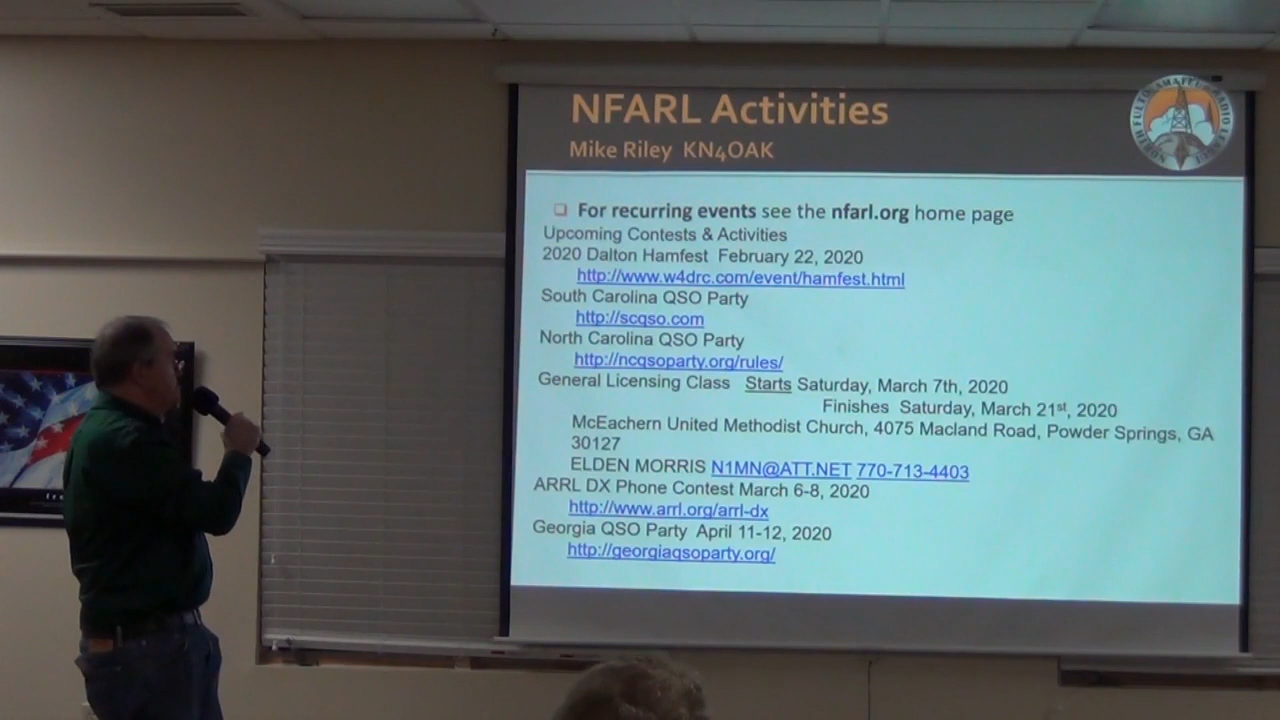 NFARL Activities
Mike Riley KN4OAK
NORTH FULTON AMATEUR RADIO LEAGUE
For recurring events see the nfarl.org home page
Upcoming Contests & Activities
2020 Dalton Hamfest February 22, 2020
http://www.w4drc.com/event/hamfest.html
South Carolina QSO Party
http://scqso.com
North Carolina QSO Party
http://ncqsoparty.org/rules/
General Licensing Class Starts Saturday, March 7th, 2020
Finishes Saturday, March 21st, 2020
McEachern United Methodist Church, 4075 Macland Road, Powder Springs, GA
30127
ELDEN MORRIS N1MN@ATT.NET 770-713-4403
ARRL DX Phone Contest March 6-8, 2020
http://www.arrl.org/arrl-dx
Georgia QSO Party April 11-12, 2020
http://georgiaqsoparty.org/